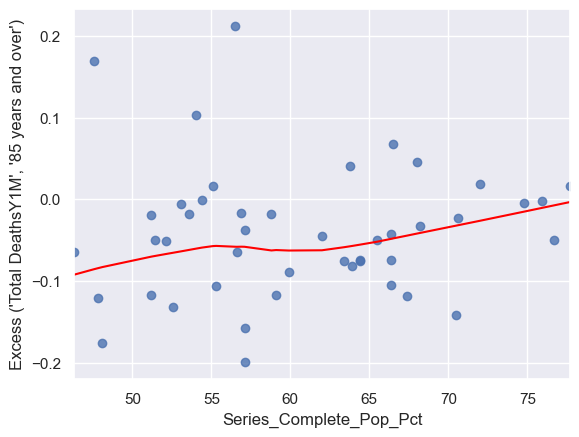 Excess ('Total DeathsY1M', '85 years and over')
0.2
0.1
0.0
−0.1
−0.2
50 55 60 65 70 75
Series_Complete_Pop_Pct